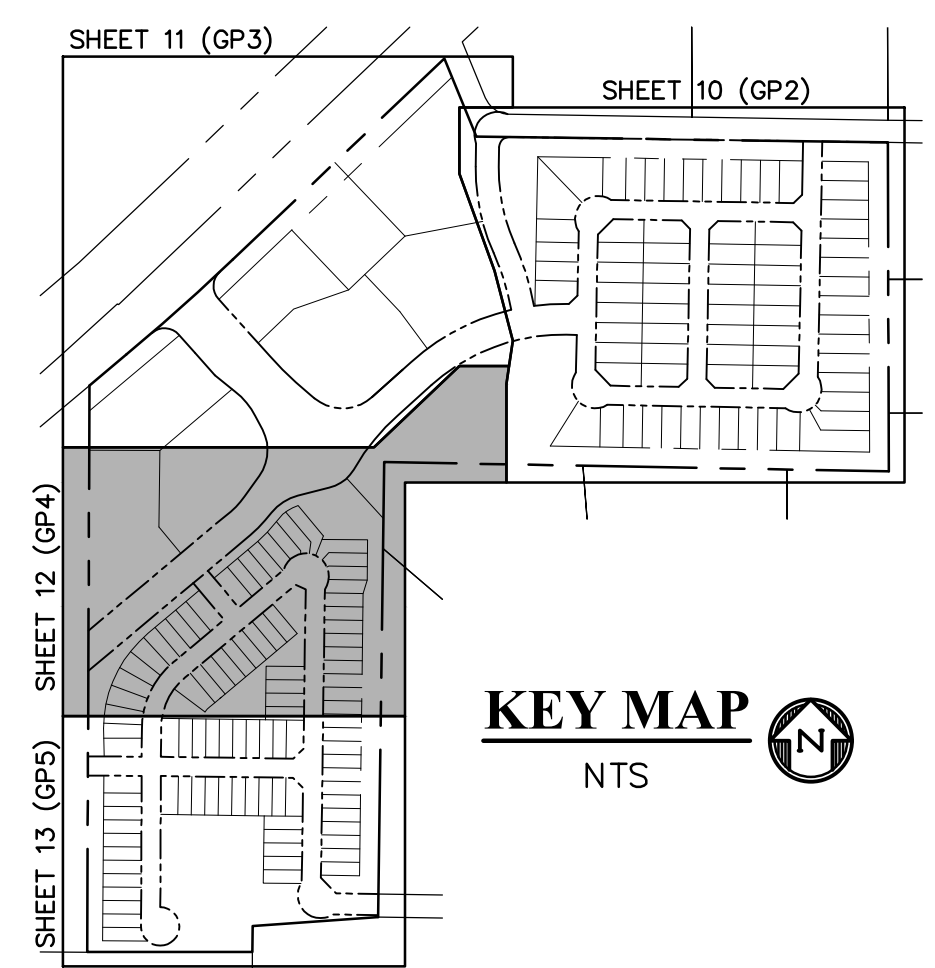 SHEET 11 (GP3)
SHEET 10 (GP2)
SHEET 12 (GP4)
SHEET 13 (GP5)
KEY MAP
N
NTS